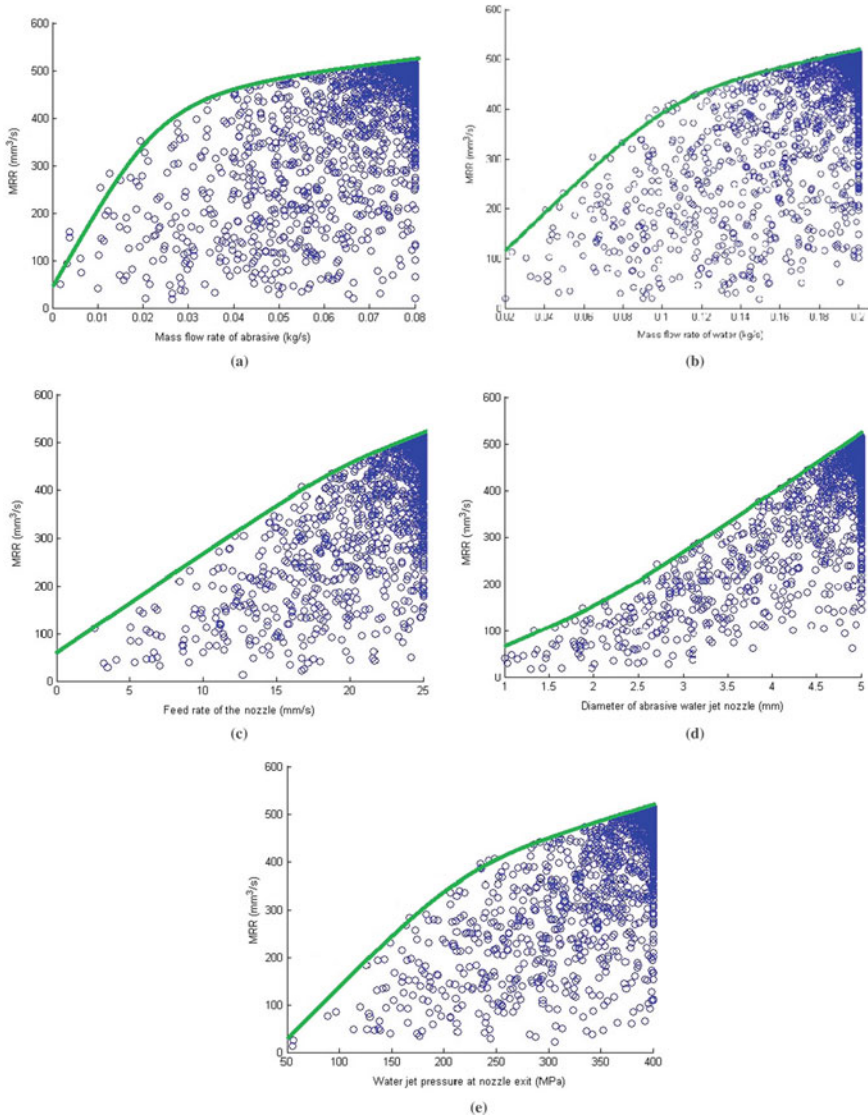 600
500
400
300
200
100
0
MRR (mm³/s)
0 0.01 0.02 0.03 0.04 0.05 0.06 0.07 0.08
Mass flow rate of abrasive (kg/s)
(a)
600
500
400
300
200
100
0
MRR (mm³/s)
0.02 0.04 0.06 0.08 0.1 0.12 0.14 0.16 0.18 0.2
Mass flow rate of water (kg/s)
(b)
600
500
400
300
200
100
0
MRR (mm³/s)
0 5 10 15 20 25
Feed rate of the nozzle (mm/s)
(c)
600
500
400
300
200
100
0
MRR (mm³/s)
1 1.5 2 2.5 3 3.5 4 4.5 5
Diameter of abrasive water jet nozzle (mm)
(d)
600
500
400
300
200
100
0
MRR (mm³/s)
50 100 150 200 250 300 350 400
Water jet pressure at nozzle exit (MPa)
(e)